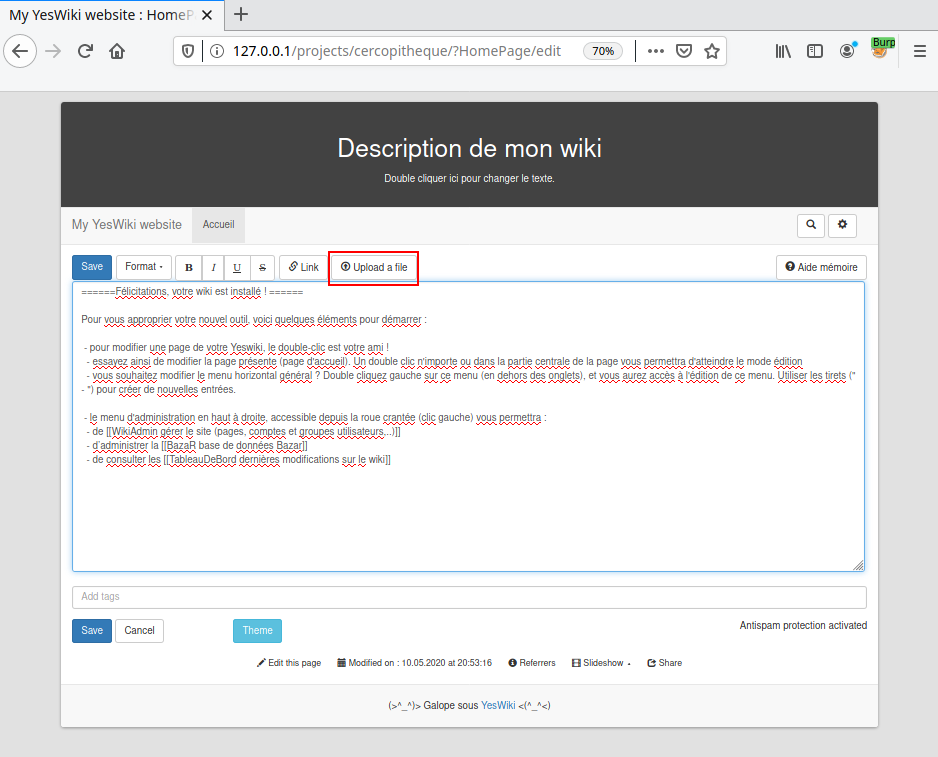 My YesWiki website : HomeP
127.0.0.1/projects/cercopitheque/?HomePage/edit
70%
Burp
Description de mon wiki
Double cliquer ici pour changer le texte.
My YesWiki website Accueil
Save Format B I U S Link Upload a file Aide mémoire
======Félicitations, votre wiki est installé ! ======
Pour vous approprier votre nouvel outil, voici quelques éléments pour démarrer :
- pour modifier une page de votre Yeswiki, le double-clic est votre ami !
- essayez ainsi de modifier la page présente (page d'accueil). Un double clic n'importe ou dans la partie centrale de la page vous permettra d'atteindre le mode édition
- vous souhaitez modifier le menu horizontal général ? Double cliquez gauche sur ce menu (en dehors des onglets), et vous aurez accès à l'édition de ce menu. Utiliser les tirets ("
- ") pour créer de nouvelles entrées.
- le menu d'administration en haut à droite, accessible depuis la roue crantée (clic gauche) vous permettra :
- de [[WikiAdmin gérer le site (pages, comptes et groupes utilisateurs...)]]
- d'administrer la [[BazaR base de données Bazar]]
- de consulter les [[TableauDeBord dernières modifications sur le wiki]]
Add tags
Save Cancel Theme Antispam protection activated
Edit this page Modified on : 10.05.2020 at 20:53:16 Referrers Slideshow Share
(>^_^)> Galope sous YesWiki <(^_^<)